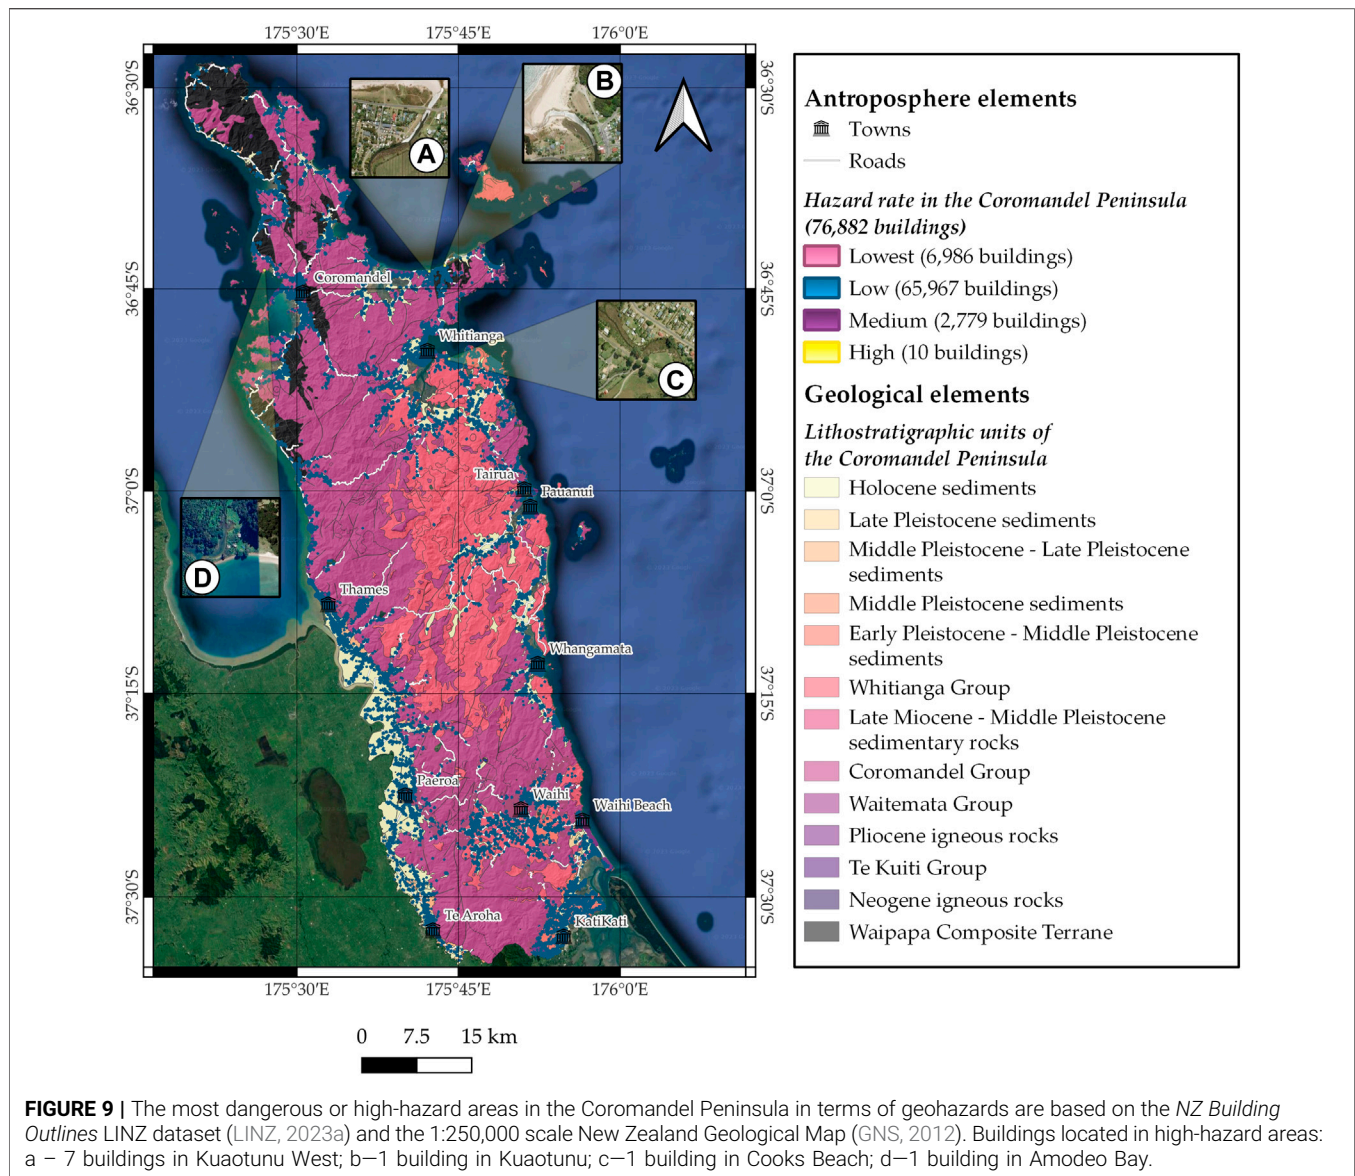 175°30′E 175°45′E 176°0′E
36°30′S 36°30′S
A
B
Coromandel
36°45′S 36°45′S
Whitianga
C
Tairua
Pauanui
37°0′S 37°0′S
D
Thames
Whangamata
37°15′S 37°15′S
Paeroa
Waihi
Waihi Beach
37°30′S 37°30′S
Te Aroha
KatiKati
175°30′E 175°45′E 176°0′E
0 7.5 15 km
Antroposphere elements
Towns
Roads
Hazard rate in the Coromandel Peninsula
(76,882 buildings)
Lowest (6,986 buildings)
Low (65,967 buildings)
Medium (2,779 buildings)
High (10 buildings)
Geological elements
Lithostratigraphic units of
the Coromandel Peninsula
Holocene sediments
Late Pleistocene sediments
Middle Pleistocene - Late Pleistocene
sediments
Middle Pleistocene sediments
Early Pleistocene - Middle Pleistocene
sediments
Whitianga Group
Late Miocene - Middle Pleistocene
sedimentary rocks
Coromandel Group
Waitemata Group
Pliocene igneous rocks
Te Kuiti Group
Neogene igneous rocks
Waipapa Composite Terrane
FIGURE 9 | The most dangerous or high-hazard areas in the Coromandel Peninsula in terms of geohazards are based on the NZ Building
Outlines LINZ dataset (LINZ, 2023a) and the 1:250,000 scale New Zealand Geological Map (GNS, 2012). Buildings located in high-hazard areas:
a – 7 buildings in Kuaotunu West; b—1 building in Kuaotunu; c—1 building in Cooks Beach; d—1 building in Amodeo Bay.